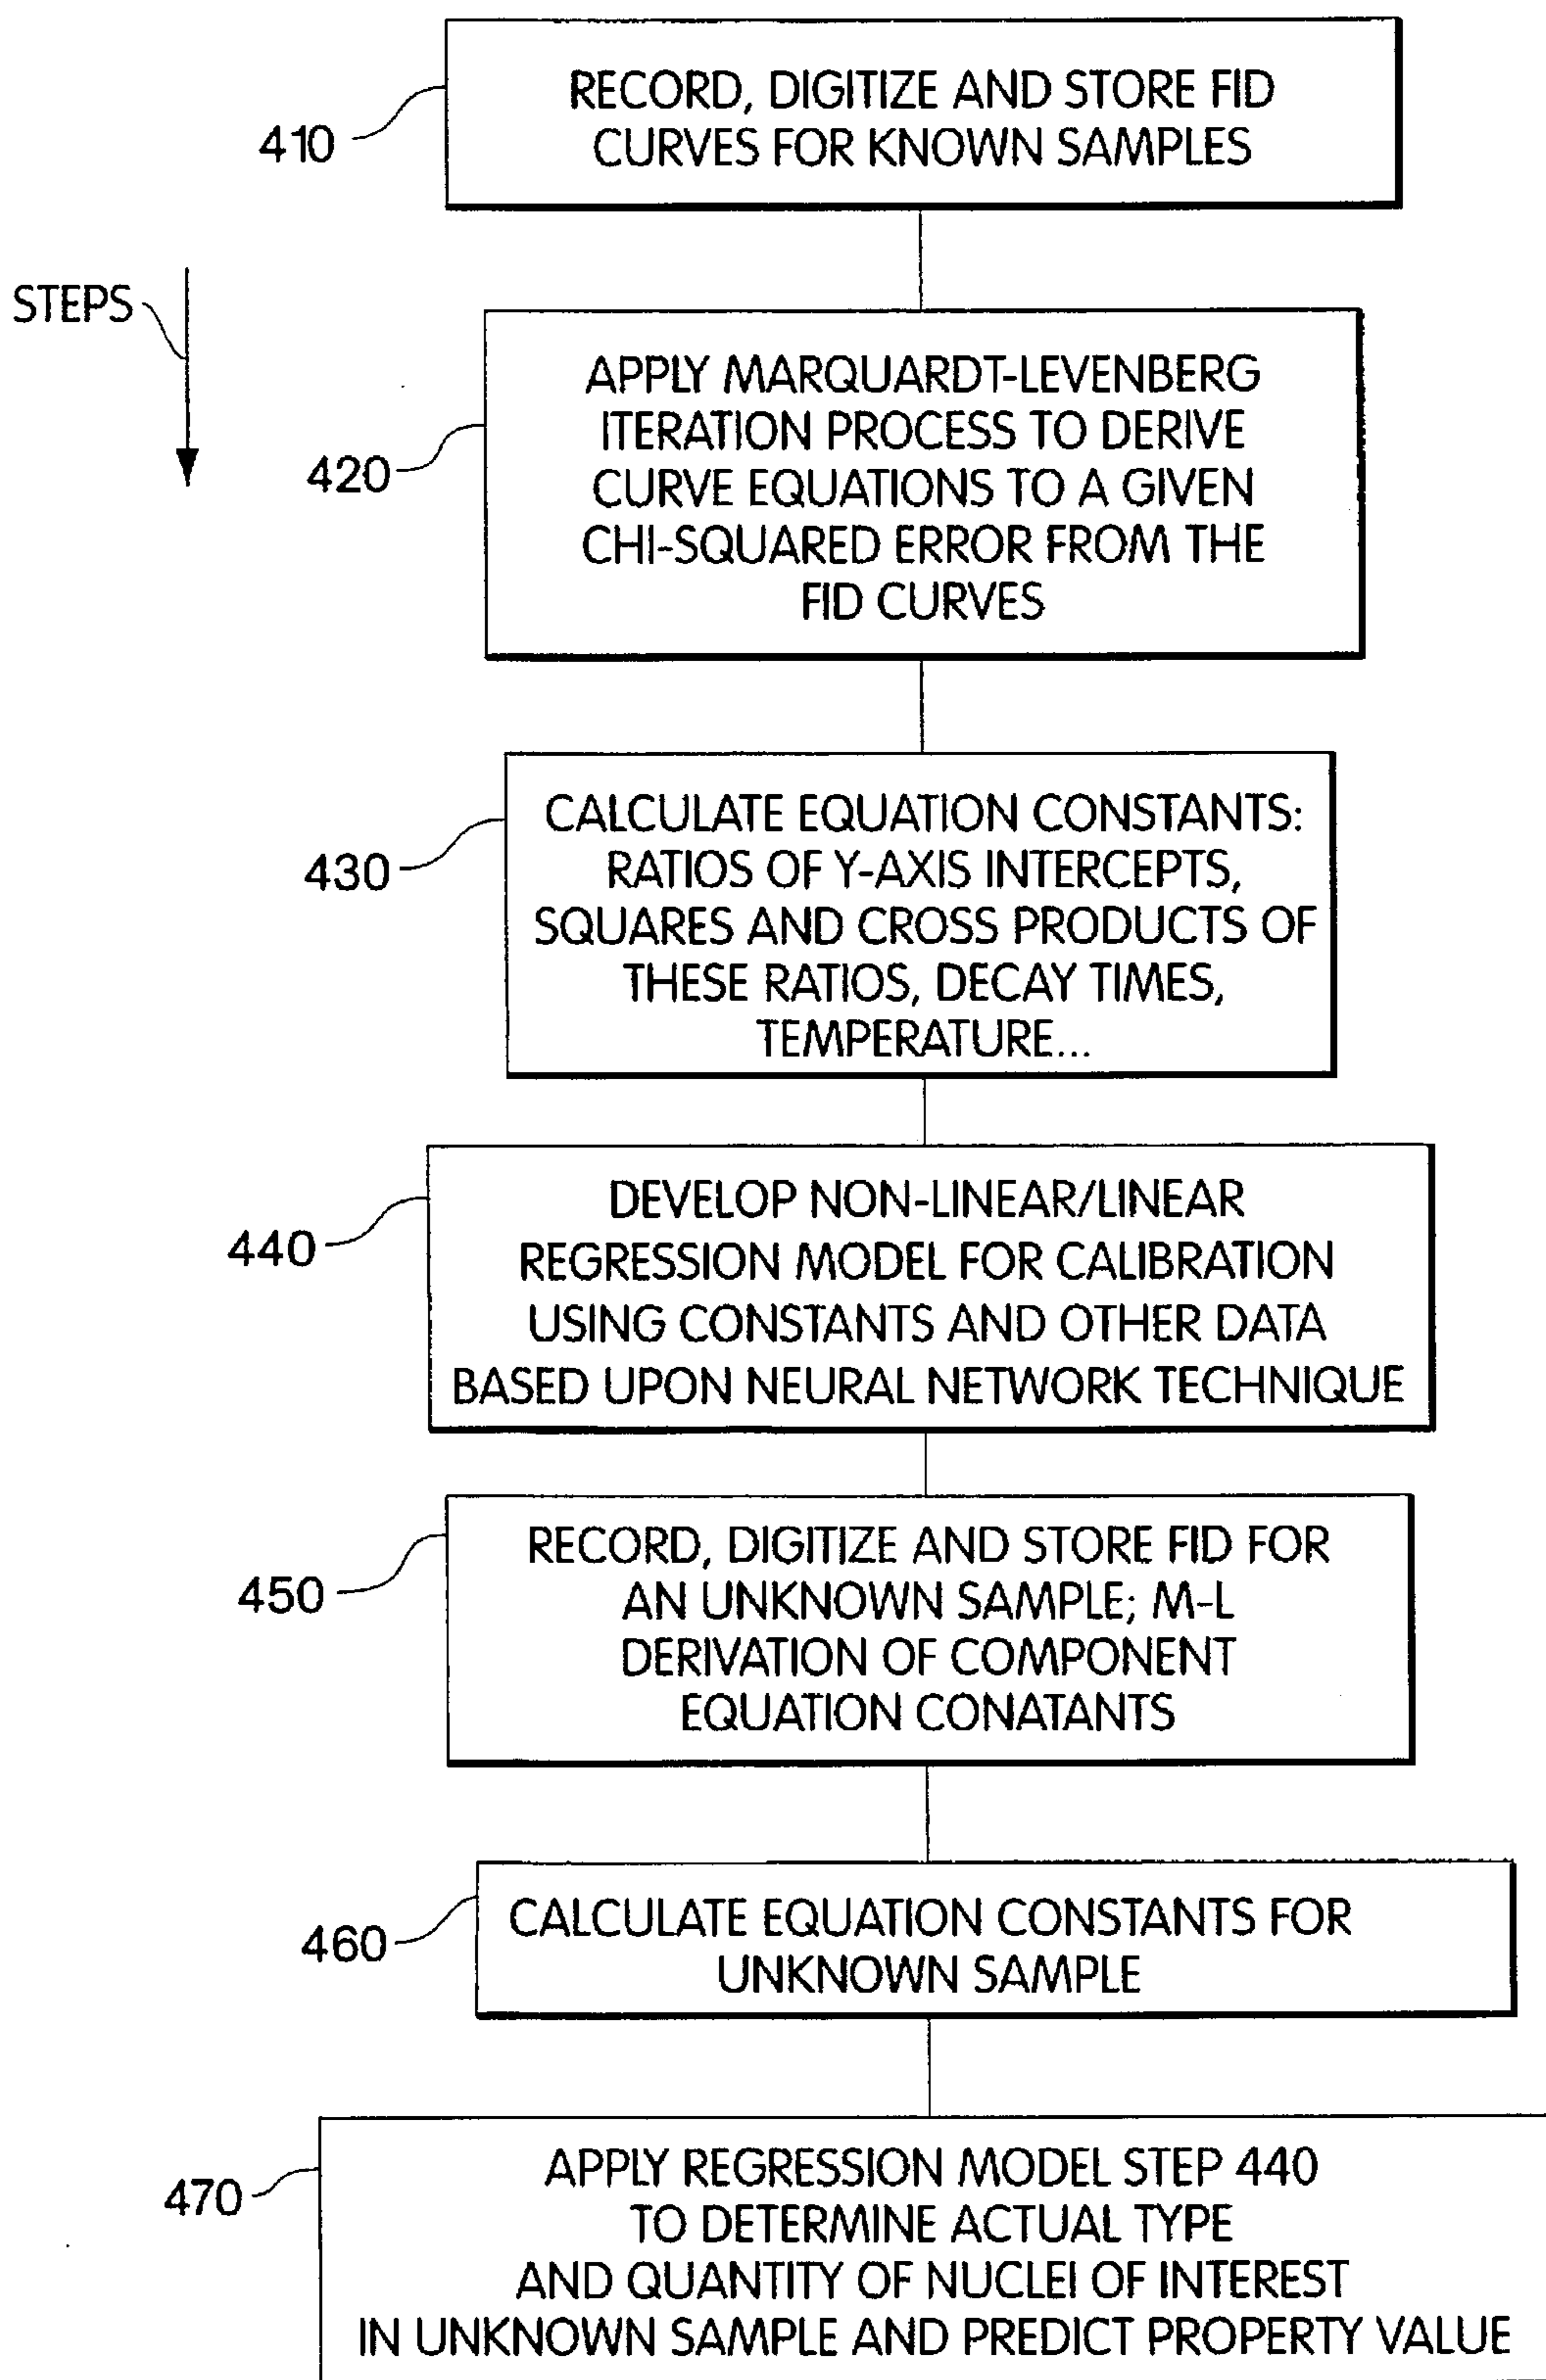 RECORD, DIGITIZE AND STORE FID
CURVES FOR KNOWN SAMPLES
410
STEPS
APPLY MARQUARDT-LEVENBERG
ITERATION PROCESS TO DERIVE
CURVE EQUATIONS TO A GIVEN
CHI-SQUARED ERROR FROM THE
FID CURVES
420
CALCULATE EQUATION CONSTANTS:
RATIOS OF Y-AXIS INTERCEPTS,
SQUARES AND CROSS PRODUCTS OF
THESE RATIOS, DECAY TIMES,
TEMPERATURE...
430
DEVELOP NON-LINEAR/LINEAR
REGRESSION MODEL FOR CALIBRATION
USING CONSTANTS AND OTHER DATA
BASED UPON NEURAL NETWORK TECHNIQUE
440
RECORD, DIGITIZE AND STORE FID FOR
AN UNKNOWN SAMPLE; M-L
DERIVATION OF COMPONENT
EQUATION CONATANTS
450
CALCULATE EQUATION CONSTANTS FOR
UNKNOWN SAMPLE
460
APPLY REGRESSION MODEL STEP 440
TO DETERMINE ACTUAL TYPE
AND QUANTITY OF NUCLEI OF INTEREST
IN UNKNOWN SAMPLE AND PREDICT PROPERTY VALUE
470